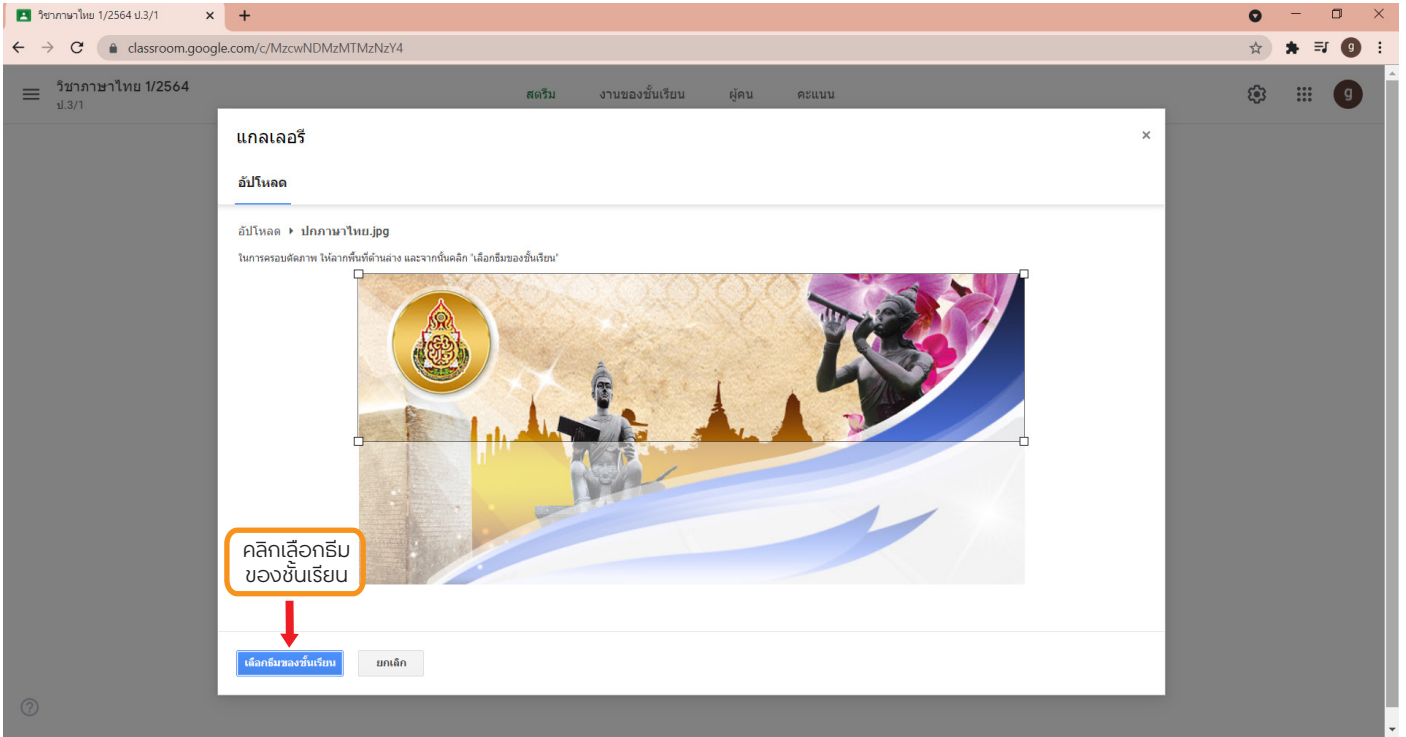 วิชาภาษาไทย 1/2564 ป.3/1
classroom.google.com/c/MzcwNDMzMTMzNzY4
g
วิชาภาษาไทย 1/2564
ป.3/1
สตรีม
งานของชั้นเรียน
ผู้คน
คะแนน
g
แกลเลอรี
อัปโหลด
อัปโหลด ปกภาษาไทย.jpg
ในการครอบตัดภาพ ให้ลากพื้นที่ด้านล่าง และจากนั้นคลิก "เลือกธีมของชั้นเรียน"
คลิกเลือกธีม
ของชั้นเรียน
เลือกธีมของชั้นเรียน
ยกเลิก